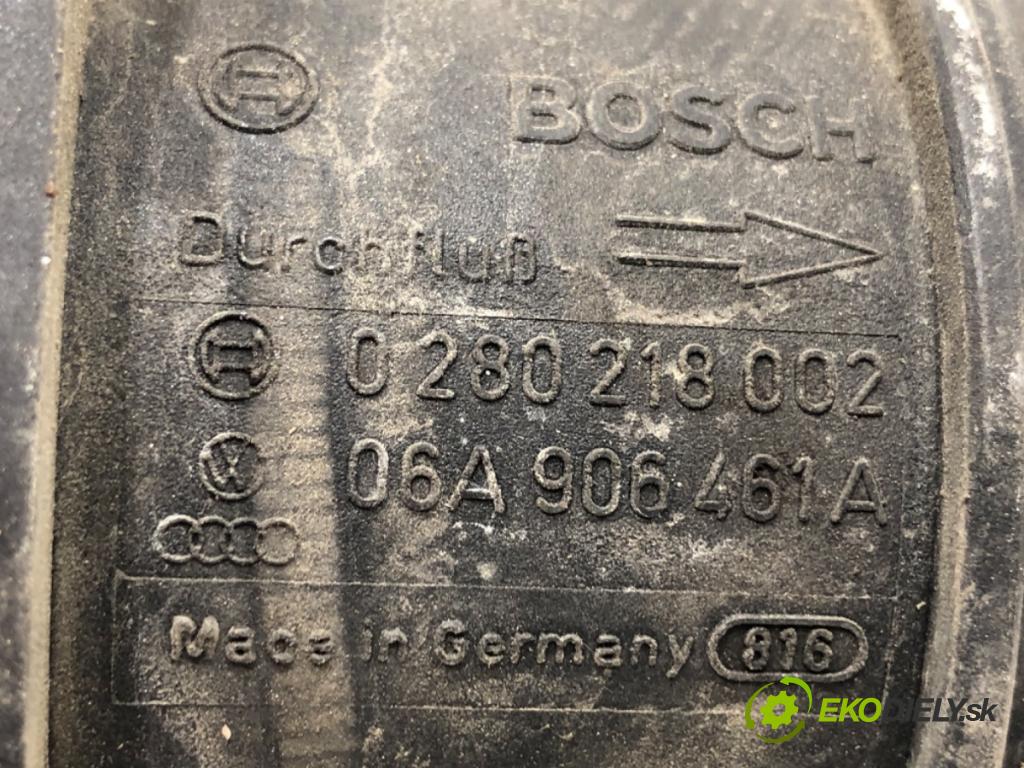 BOSCH
Durchfluß
0 280 218 002
06A 906 461 A
Made in Germany 816
EKODIELY.sk